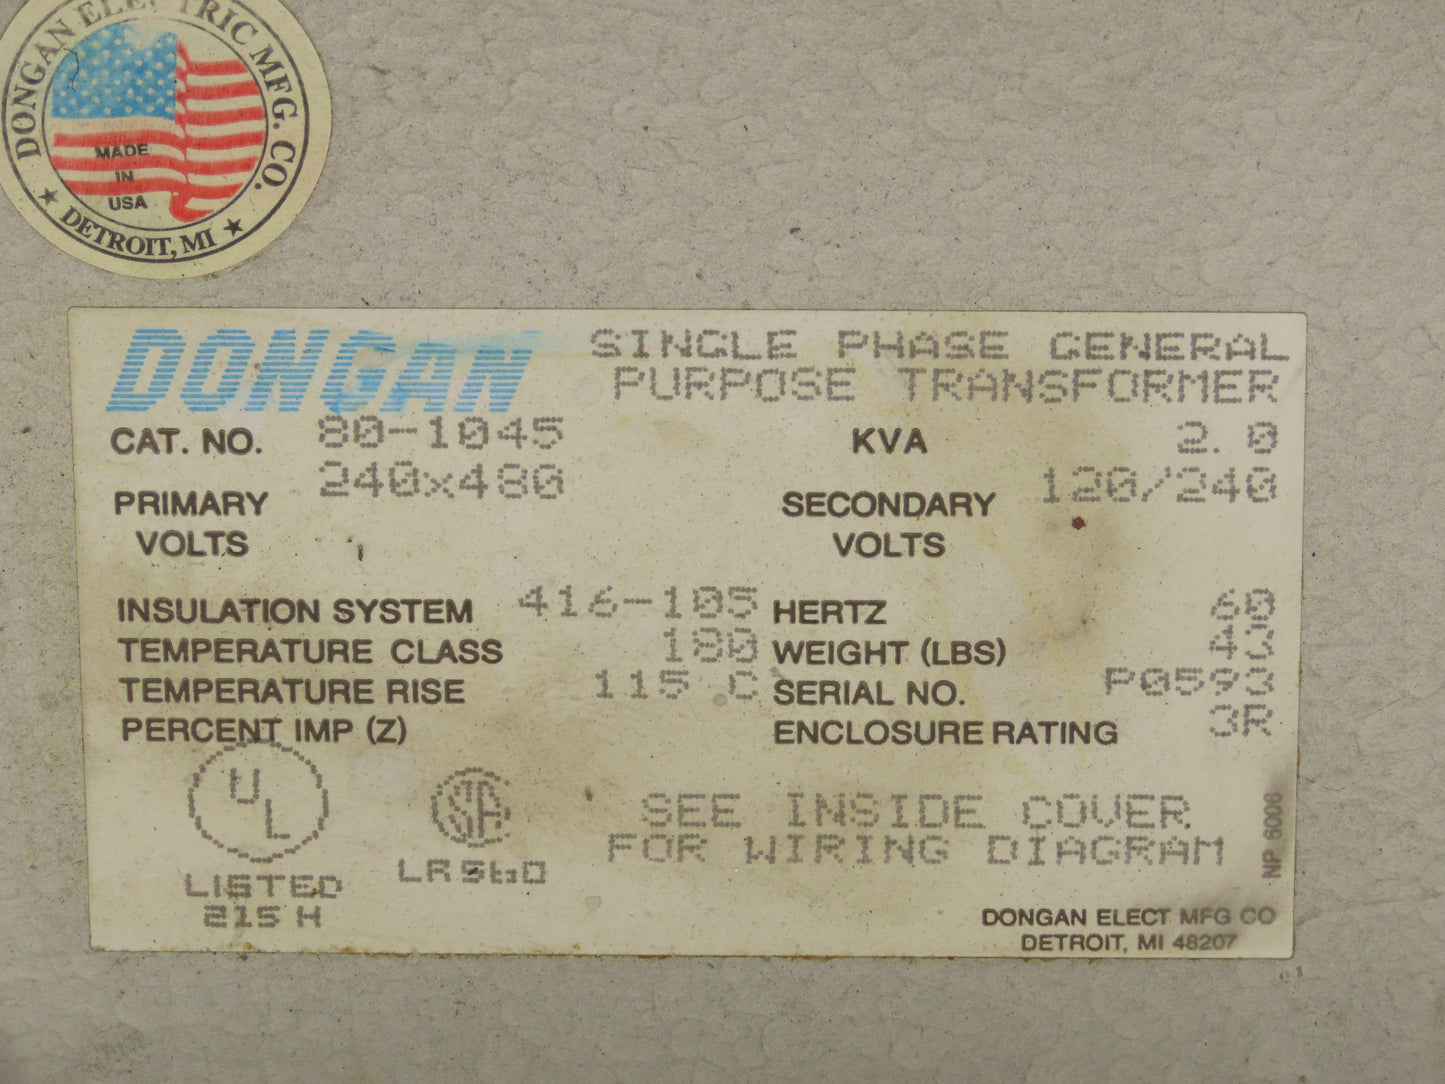 DONGAN ELECTRIC MFG. CO.
MADE
IN
USA
★ DETROIT, MI ★
DONGAN
SINGLE PHASE GENERAL
PURPOSE TRANSFORMER
CAT. NO. 80-1045 KVA 2.0
PRIMARY VOLTS 240x480 SECONDARY VOLTS 120/240
INSULATION SYSTEM 416-105 HERTZ 60
TEMPERATURE CLASS 180 WEIGHT (LBS) 43
TEMPERATURE RISE 115 C SERIAL NO. P0593
PERCENT IMP (Z) ENCLOSURE RATING 3R
UL
LISTED
215H
SA
LR560
SEE INSIDE COVER
FOR WIRING DIAGRAM
NP 6006
DONGAN ELECT MFG CO
DETROIT, MI 48207